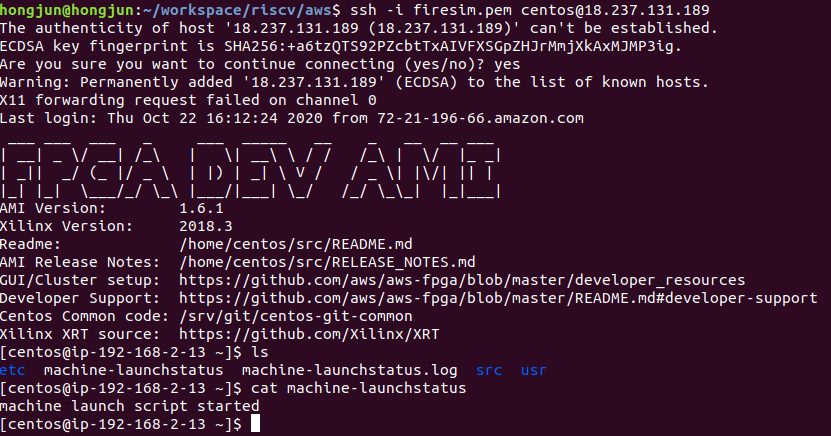 hongjun@hongjun:~/workspace/riscv/aws$ ssh -i firesim.pem centos@18.237.131.189
The authenticity of host '18.237.131.189 (18.237.131.189)' can't be established.
ECDSA key fingerprint is SHA256:+a6tzQTS92PZcbtTxAIVFXSGpZHJrMmjXkAxMJMP3ig.
Are you sure you want to continue connecting (yes/no)? yes
Warning: Permanently added '18.237.131.189' (ECDSA) to the list of known hosts.
X11 forwarding request failed on channel 0
Last login: Thu Oct 22 16:12:24 2020 from 72-21-196-66.amazon.com
FPGA DEV AMI
AMI Version:        1.6.1
Xilinx Version:     2018.3
Readme:             /home/centos/src/README.md
AMI Release Notes:  /home/centos/src/RELEASE_NOTES.md
GUI/Cluster setup:  https://github.com/aws/aws-fpga/blob/master/developer_resources
Developer Support:  https://github.com/aws/aws-fpga/blob/master/README.md#developer-support
Centos Common code: /srv/git/centos-git-common
Xilinx XRT source:  https://github.com/Xilinx/XRT
[centos@ip-192-168-2-13 ~]$ ls
etc  machine-launchstatus  machine-launchstatus.log  src  usr
[centos@ip-192-168-2-13 ~]$ cat machine-launchstatus
machine launch script started
[centos@ip-192-168-2-13 ~]$